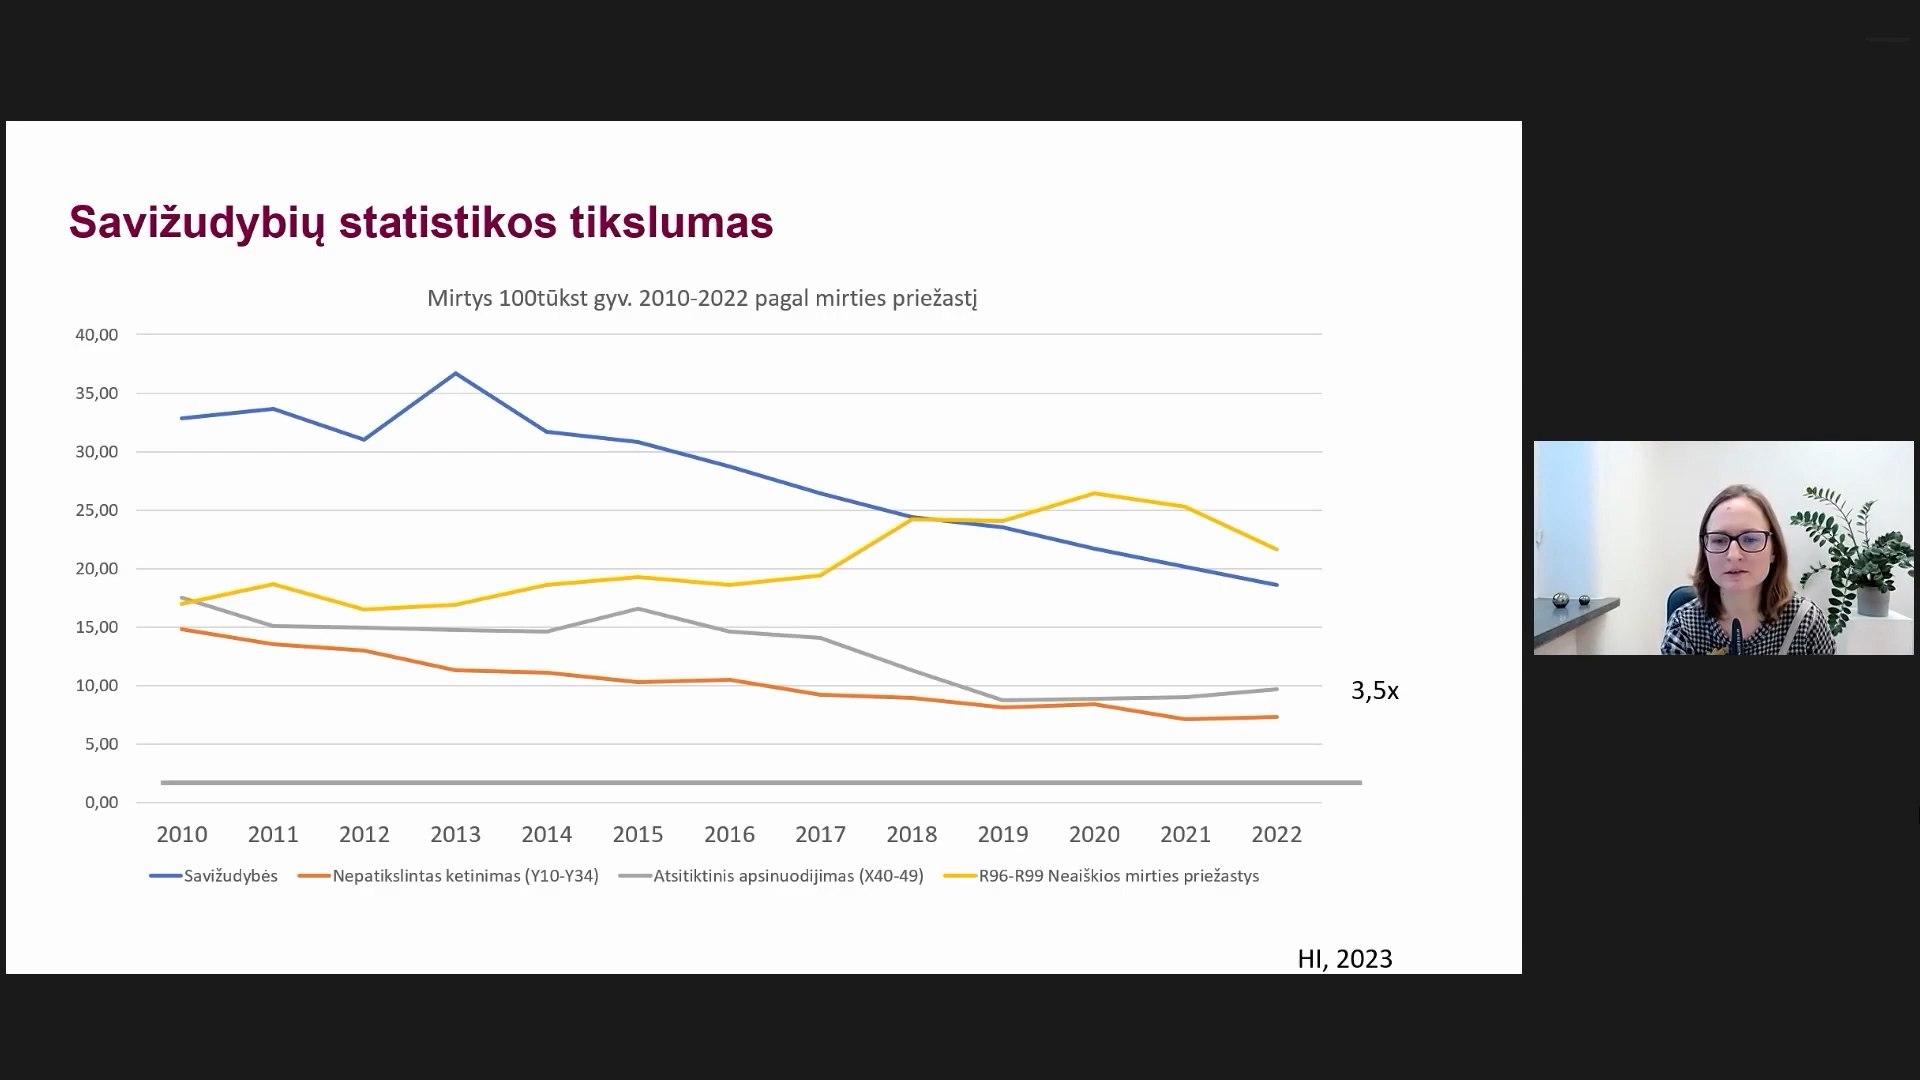 Savižudybių statistikos tikslumas
Mirtys 100tūkst gyv. 2010-2022 pagal mirties priežastį
40,00
35,00
30,00
25,00
20,00
15,00
10,00
5,00
0,00
3,5x
2010 2011 2012 2013 2014 2015 2016 2017 2018 2019 2020 2021 2022
Savižudybės Nepatikslintas ketinimas (Y10-Y34) Atsitiktinis apsinuodijimas (X40-49) R96-R99 Neaiškios mirties priežastys
HI, 2023